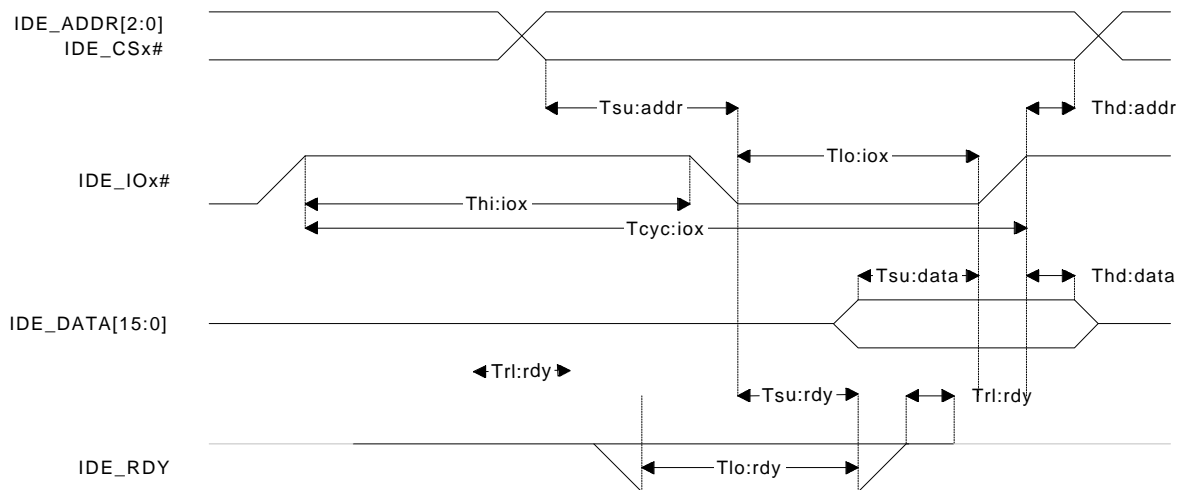 IDE_ADDR[2:0]
IDE_CSx#
Tsu:addr
Thd:addr
Tlo:iox
IDE_IOx#
Thi:iox
Tcyc:iox
Tsu:data
Thd:data
IDE_DATA[15:0]
Trl:rdy
Tsu:rdy
Trl:rdy
IDE_RDY
Tlo:rdy